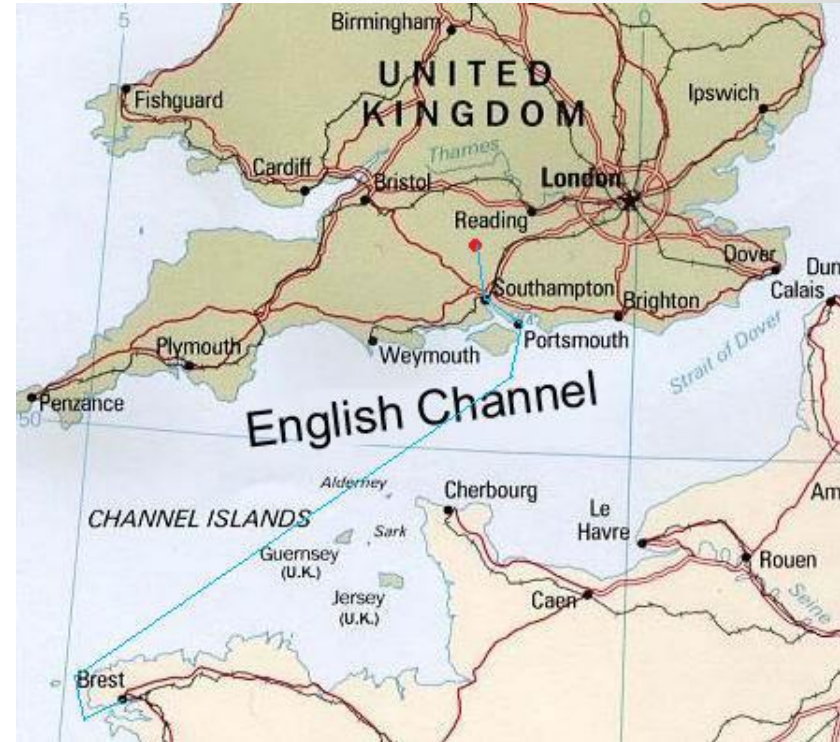 5
0
Birmingham
UNITED
KINGDOM
Fishguard
Ipswich
Thames
Cardiff
London
Bristol
Reading
Dover
Dun
Southampton
Calais
Brighton
Plymouth
Portsmouth
Weymouth
Strait of Dover
Penzance
50
English Channel
Alderney
Cherbourg
CHANNEL ISLANDS
Le
Havre
Sark
Am
Guernsey
(U.K.)
Rouen
Jersey
(U.K.)
Caen
Seine
Brest